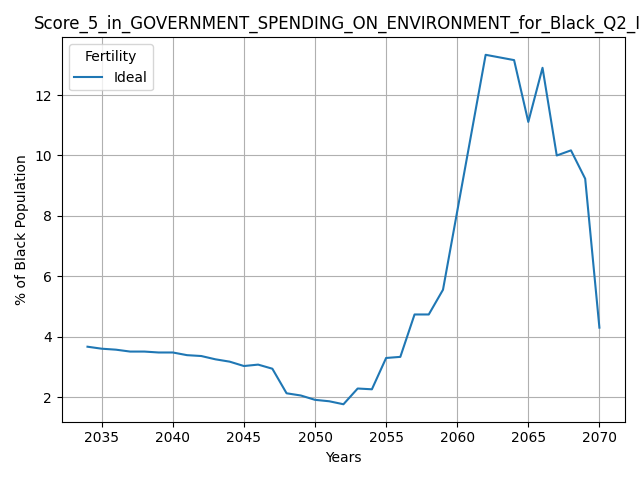 Score_5_in_GOVERNMENT_SPENDING_ON_ENVIRONMENT_for_Black_Q2_I
Fertility
Ideal
% of Black Population
12
10
8
6
4
2
2035 2040 2045 2050 2055 2060 2065 2070
Years